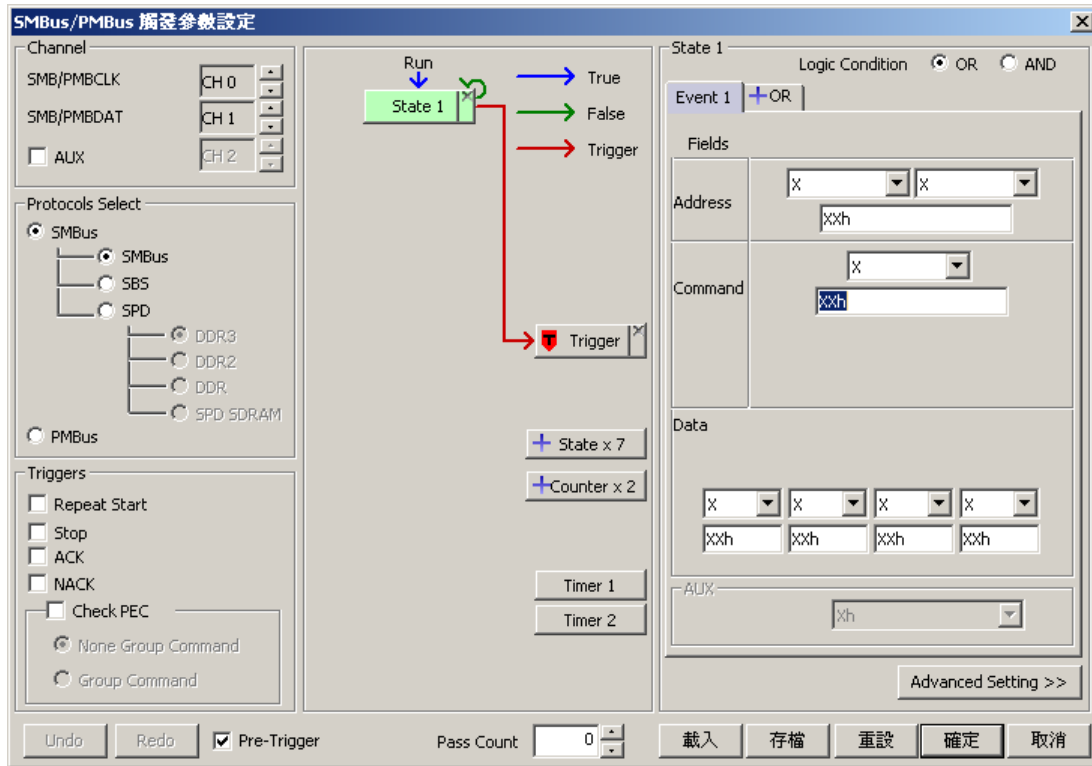 SMBus/PMBus 觸發參數設定
Channel
SMB/PMBCLK
CH 0
SMB/PMBDAT
CH 1
AUX
CH 2
Protocols Select
SMBus
SMBus
SBS
SPD
DDR3
DDR2
DDR
SPD SDRAM
PMBus
Triggers
Repeat Start
Stop
ACK
NACK
Check PEC
None Group Command
Group Command
Run
State 1
True
False
Trigger
T Trigger
State x 7
Counter x 2
Timer 1
Timer 2
State 1
Logic Condition OR AND
Event 1 +OR
Fields
Address
X X
XXh
Command
X
XXh
Data
X X X X
XXh XXh XXh XXh
AUX
Xh
Advanced Setting >>
Undo Redo Pre-Trigger Pass Count 0 載入 存檔 重設 確定 取消